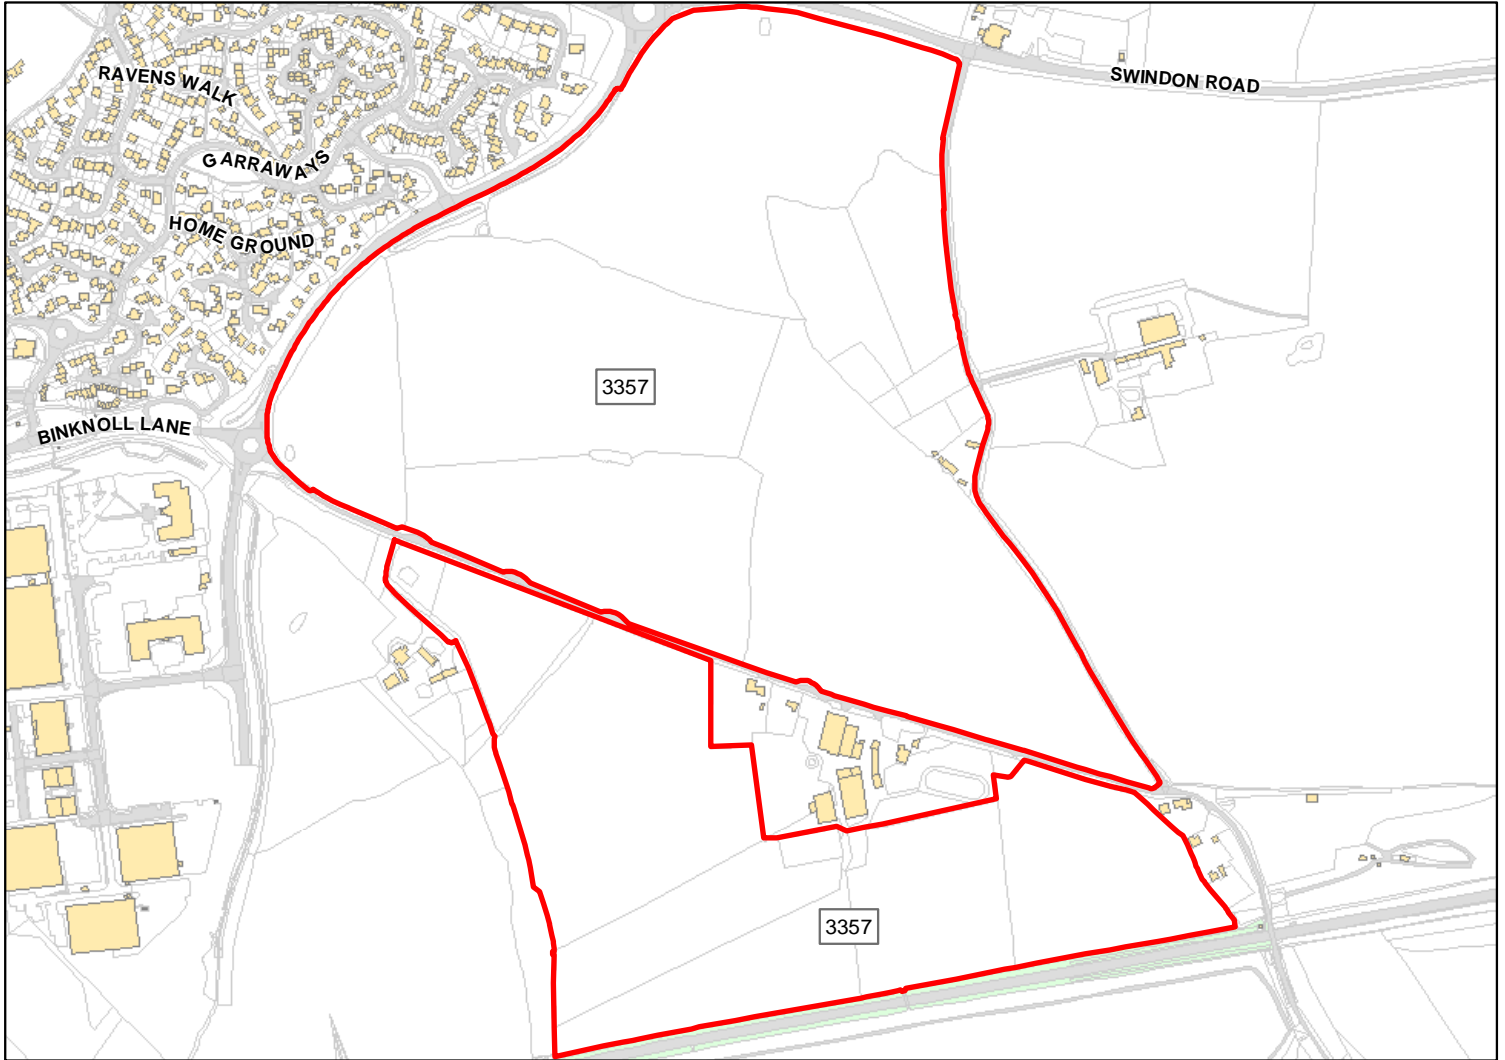 RAVENS WALK
SWINDON ROAD
GARRAWAYS
HOME GROUND
3357
BINKNOLL LANE
3357